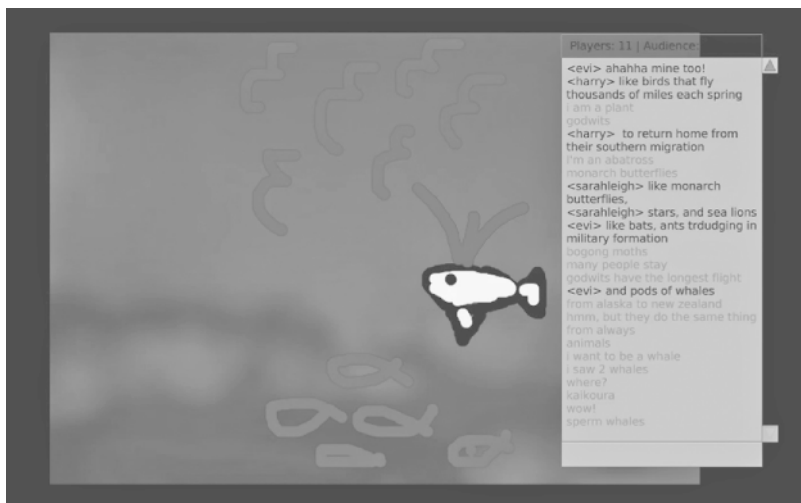 Players: 11 | Audience:
<evi> ahahha mine too!
<harry> like birds that fly
thousands of miles each spring
i am a plant
godwits
<harry>  to return home from
their southern migration
i'm an abatross
monarch butterflies
<sarahleigh> like monarch
butterflies,
<sarahleigh> stars, and sea lions
<evi> like bats, ants trdudging in
military formation
bogong moths
many people stay
godwits have the longest flight
<evi> and pods of whales
from alaska to new zealand
hmm, but they do the same thing
from always
animals
i want to be a whale
i saw 2 whales
where?
kaikoura
wow!
sperm whales